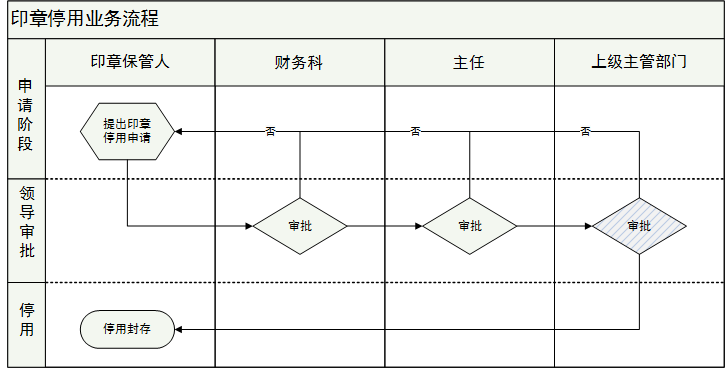 印章停用业务流程
印章保管人
财务科
主任
上级主管部门
申请阶段
提出印章
停用申请
否
否
否
领导审批
审批
审批
审批
停用
停用封存